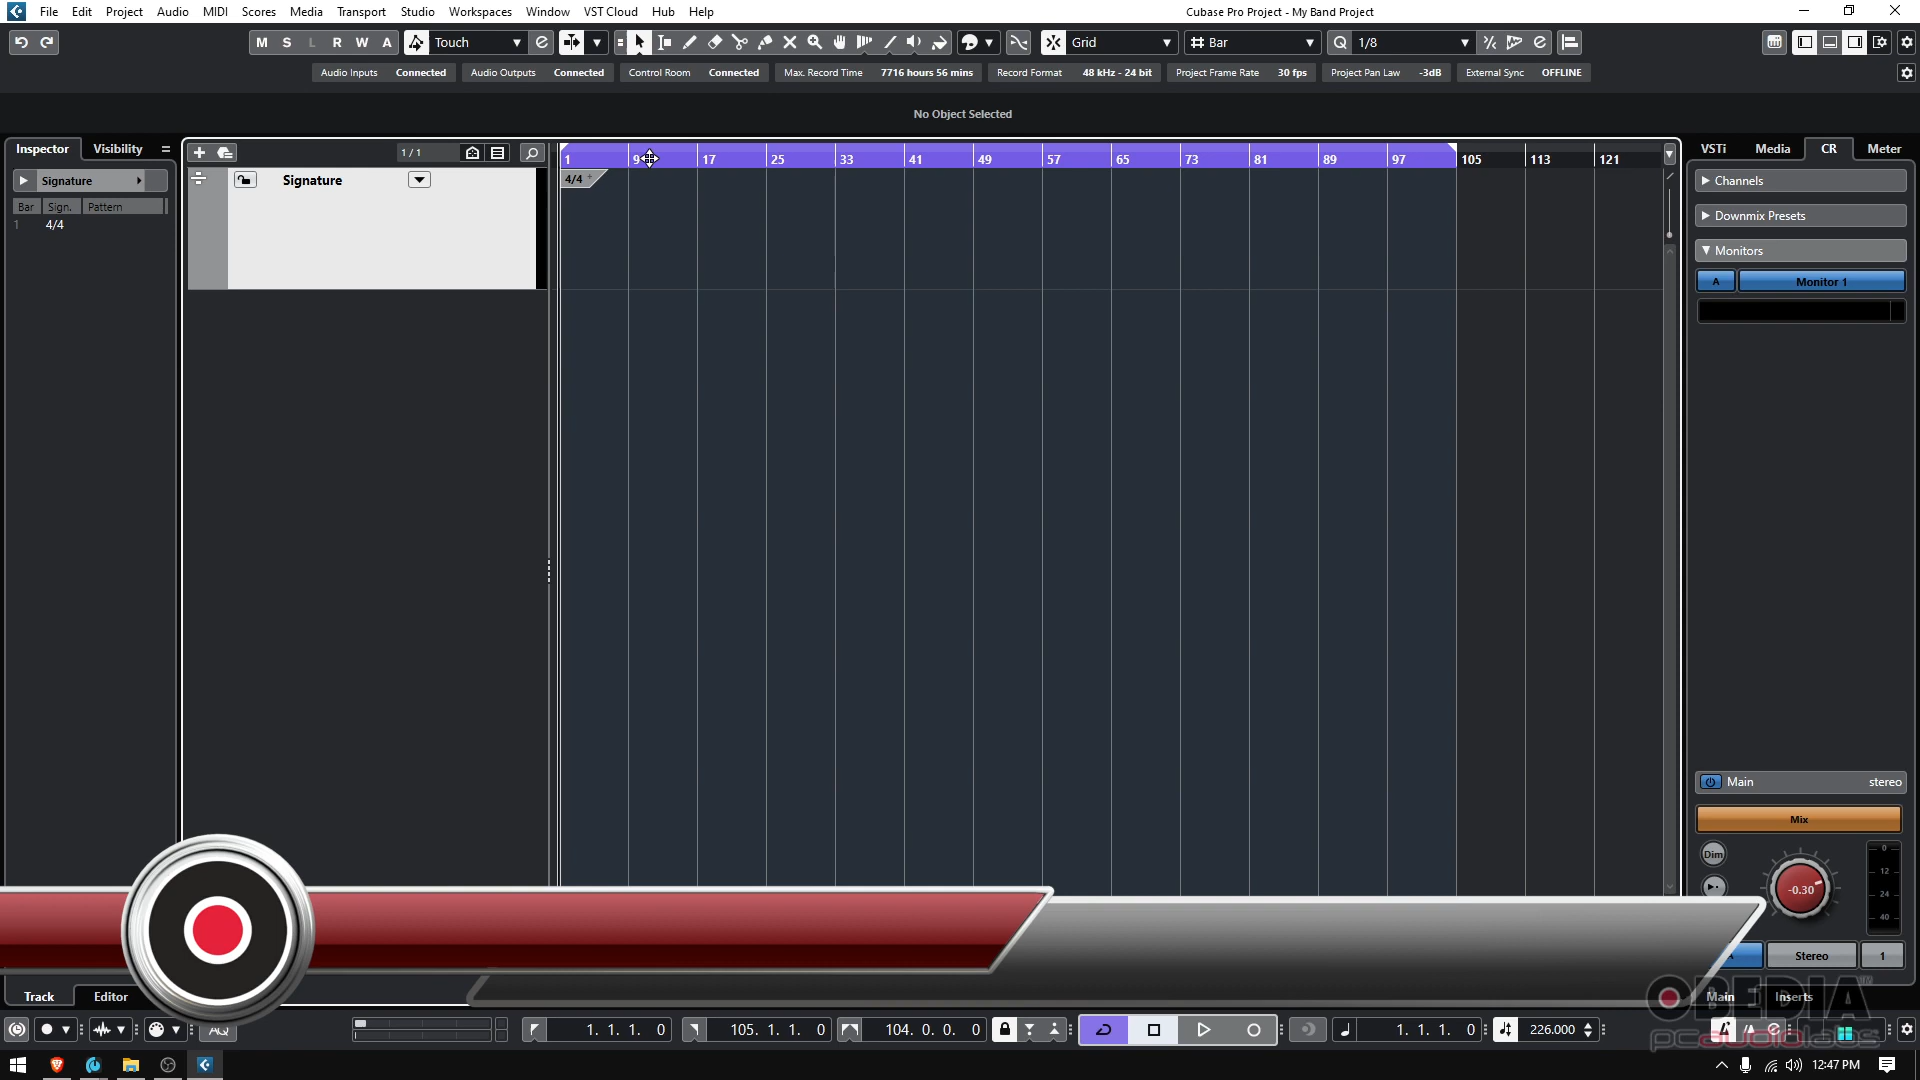 File Edit Project Audio MIDI Scores Media Transport Studio Workspaces Window VST Cloud Hub Help
Cubase Pro Project - My Band Project
M S L R W A Touch Grid Bar Q 1/8
Audio Inputs Connected Audio Outputs Connected Control Room Connected Max. Record Time 7716 hours 56 mins Record Format 48 kHz - 24 bit Project Frame Rate 30 fps Project Pan Law -3dB External Sync OFFLINE
No Object Selected
Inspector Visibility
1 / 1
1 9 17 25 33 41 49 57 65 73 81 89 97 105 113 121
VSTi Media CR Meter
Signature
Signature
4/4
Channels
Bar Sign. Pattern
1 4/4
Downmix Presets
Monitors
A Monitor 1
Main stereo
Mix
Dim
-0.30
0
12
24
40
Stereo 1
Track Editor
Main Inserts
OBEDIA
AQ
1. 1. 1. 0
105. 1. 1. 0
104. 0. 0. 0
1. 1. 1. 0
226.000
pcaudiolabs
12:47 PM